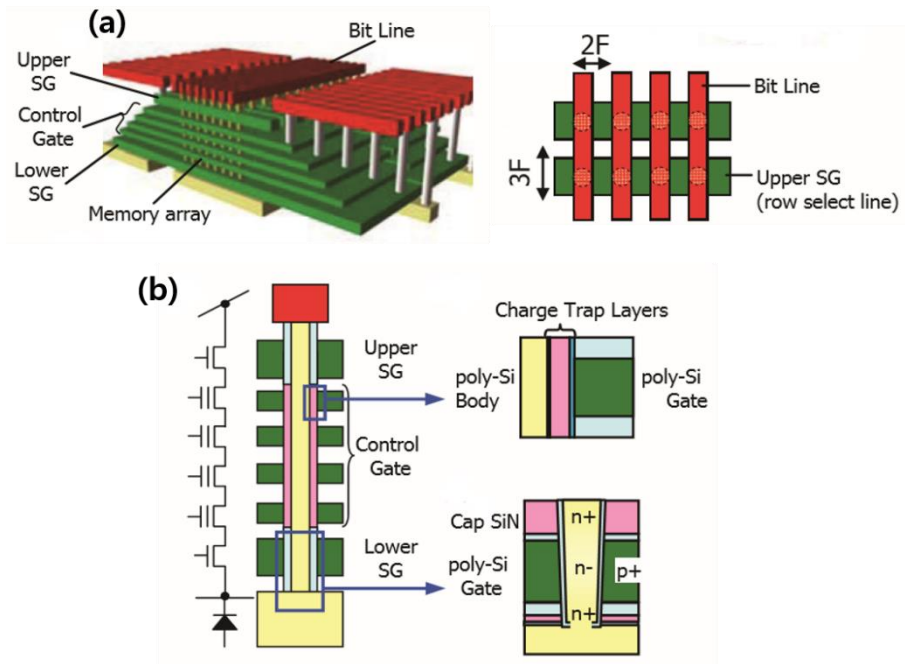 (a)
Bit Line
Upper
SG
Control
Gate
Lower
SG
Memory array
2F
Bit Line
3F
Upper SG
(row select line)
(b)
Charge Trap Layers
Upper
SG
poly-Si
Body
poly-Si
Gate
Control
Gate
Lower
SG
Cap SiN
poly-Si
Gate
n+
n-
p+
n+